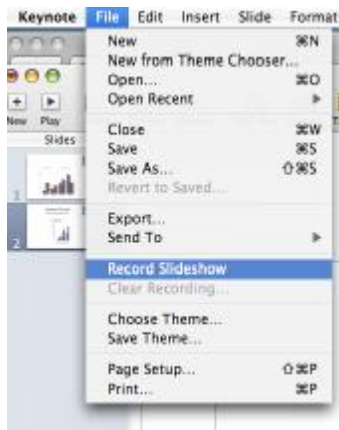 Keynote File Edit Insert Slide Format
New ⌘N
New from Theme Chooser...
Open... ⌘O
Open Recent ▶
Close ⌘W
Save ⌘S
Save As... ⇧⌘S
Revert to Saved...
Export...
Send To ▶
Record Slideshow
Clear Recording...
Choose Theme...
Save Theme...
Page Setup... ⇧⌘P
Print... ⌘P
New Play
Slides
1
2